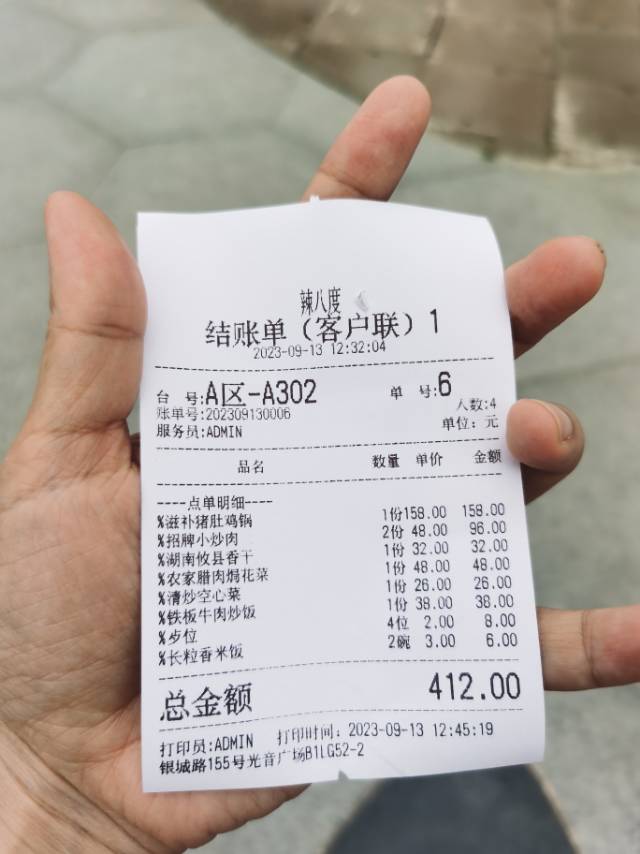 辣八度
结账单（客户联）1
2023-09-13 12:32:04
台 号:A区-A302 单 号:6
账单号:202309130006 人数:4
服务员:ADMIN 单位：元
品名 数量 单价 金额
----点单明细----
%滋补猪肚鸡锅 1份 158.00 158.00
%招牌小炒肉 2份 48.00 96.00
%湖南攸县香干 1份 32.00 32.00
%农家腊肉焗花菜 1份 48.00 48.00
%清炒空心菜 1份 26.00 26.00
%铁板牛肉炒饭 1份 38.00 38.00
%歺位 4位 2.00 8.00
%长粒香米饭 2碗 3.00 6.00
总金额 412.00
打印员:ADMIN 打印时间：2023-09-13 12:45:19
银城路155号光音广场B1LG52-2